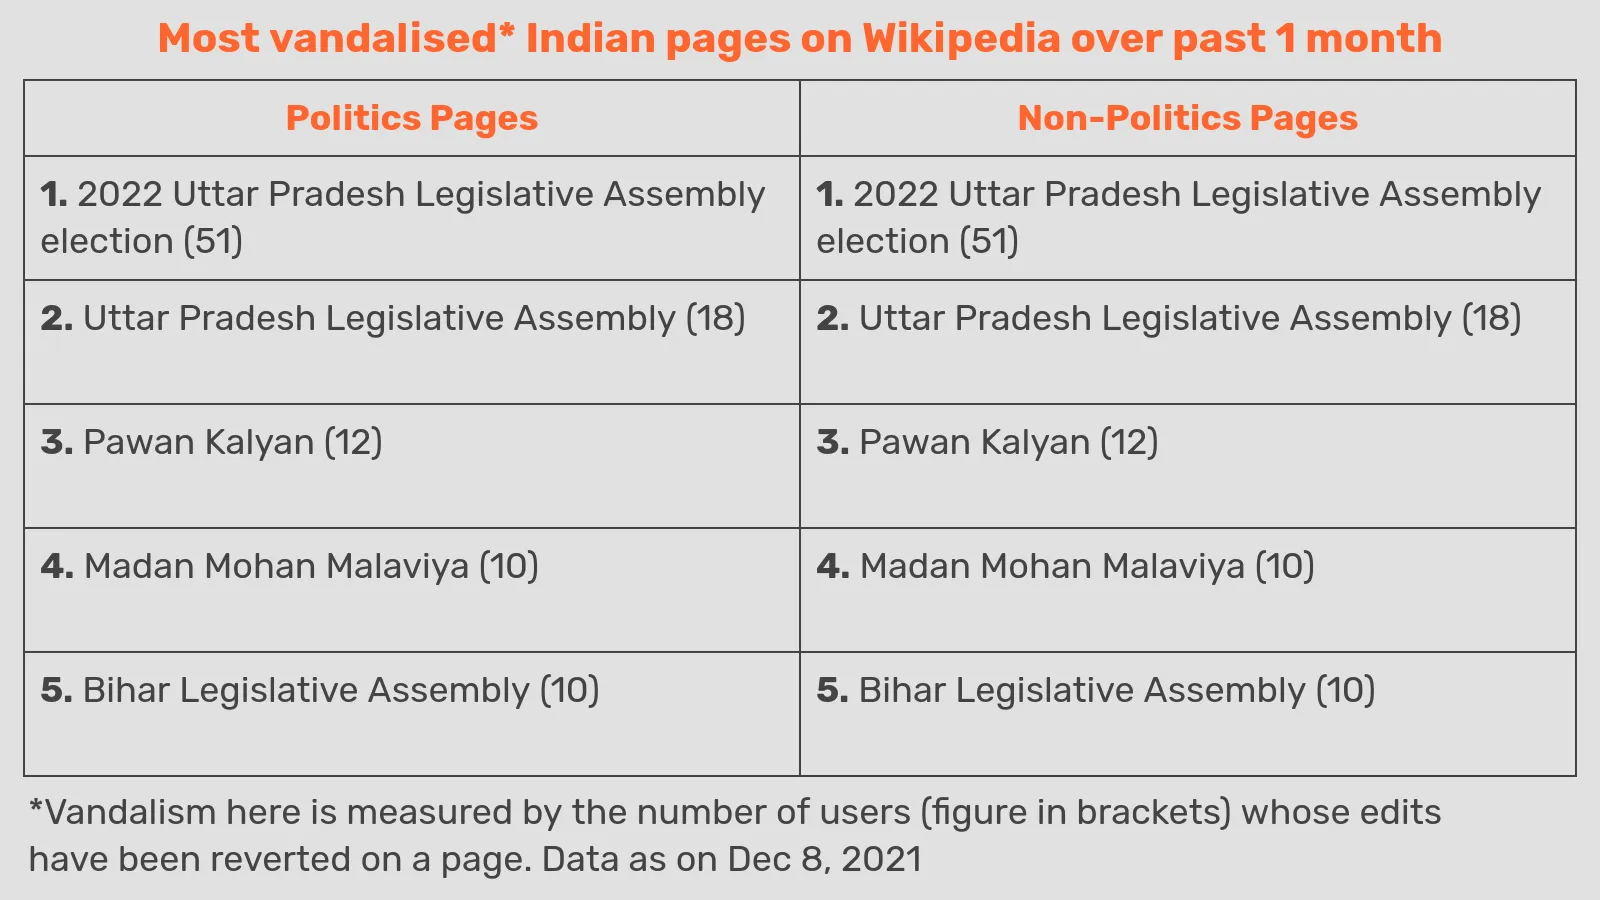 Most vandalised* Indian pages on Wikipedia over past 1 month
Politics Pages
Non-Politics Pages
1. 2022 Uttar Pradesh Legislative Assembly
election (51)
1. 2022 Uttar Pradesh Legislative Assembly
election (51)
2. Uttar Pradesh Legislative Assembly (18)
2. Uttar Pradesh Legislative Assembly (18)
3. Pawan Kalyan (12)
3. Pawan Kalyan (12)
4. Madan Mohan Malaviya (10)
4. Madan Mohan Malaviya (10)
5. Bihar Legislative Assembly (10)
5. Bihar Legislative Assembly (10)
*Vandalism here is measured by the number of users (figure in brackets) whose edits
have been reverted on a page. Data as on Dec 8, 2021